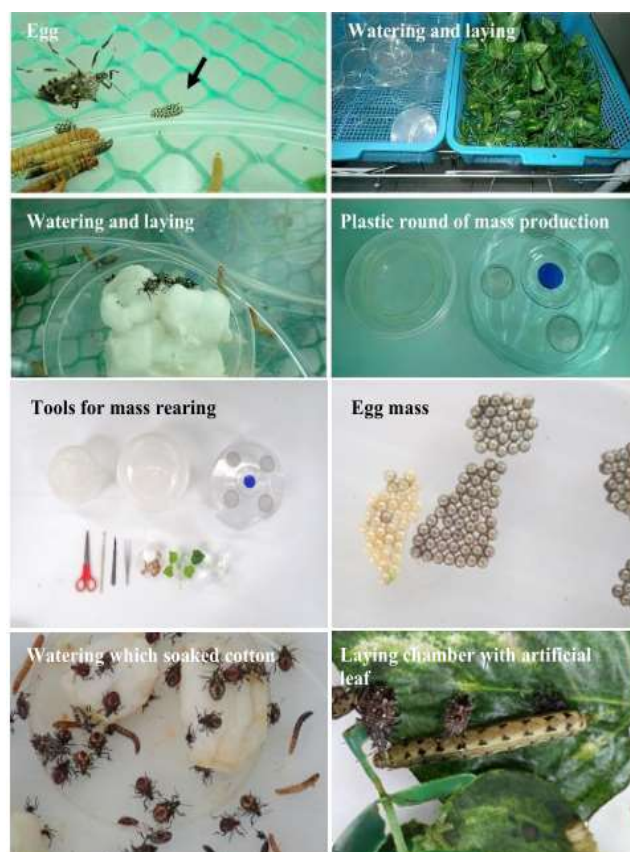 Egg
Watering and laying
Watering and laying
Plastic round of mass production
Tools for mass rearing
Egg mass
Watering which soaked cotton
Laying chamber with artificial
leaf